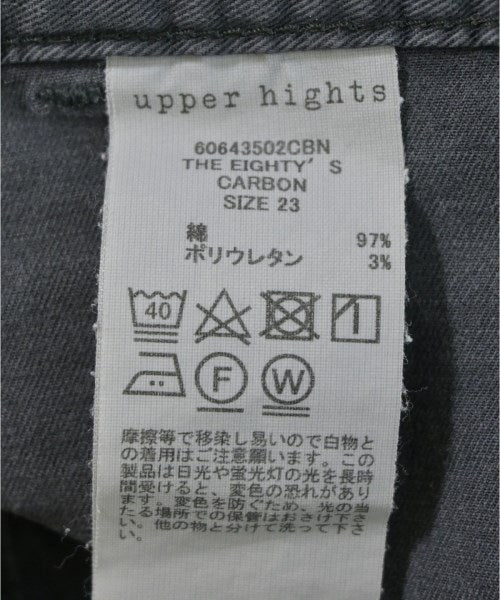 upper hights
60643502CBN
THE EIGHTY'S
CARBON
SIZE 23
綿 97%
ポリウレタン 3%
40
F W
摩擦等で移染し易いので白物と
の着用はご注意願います。この
製品は日光や蛍光灯の光を長時
間受けると、変色の恐れがあり
ます。変色を防ぐため、光の当
たる場所での保管はおさけ下さ
い。他の物と分けて洗って下さ
い。